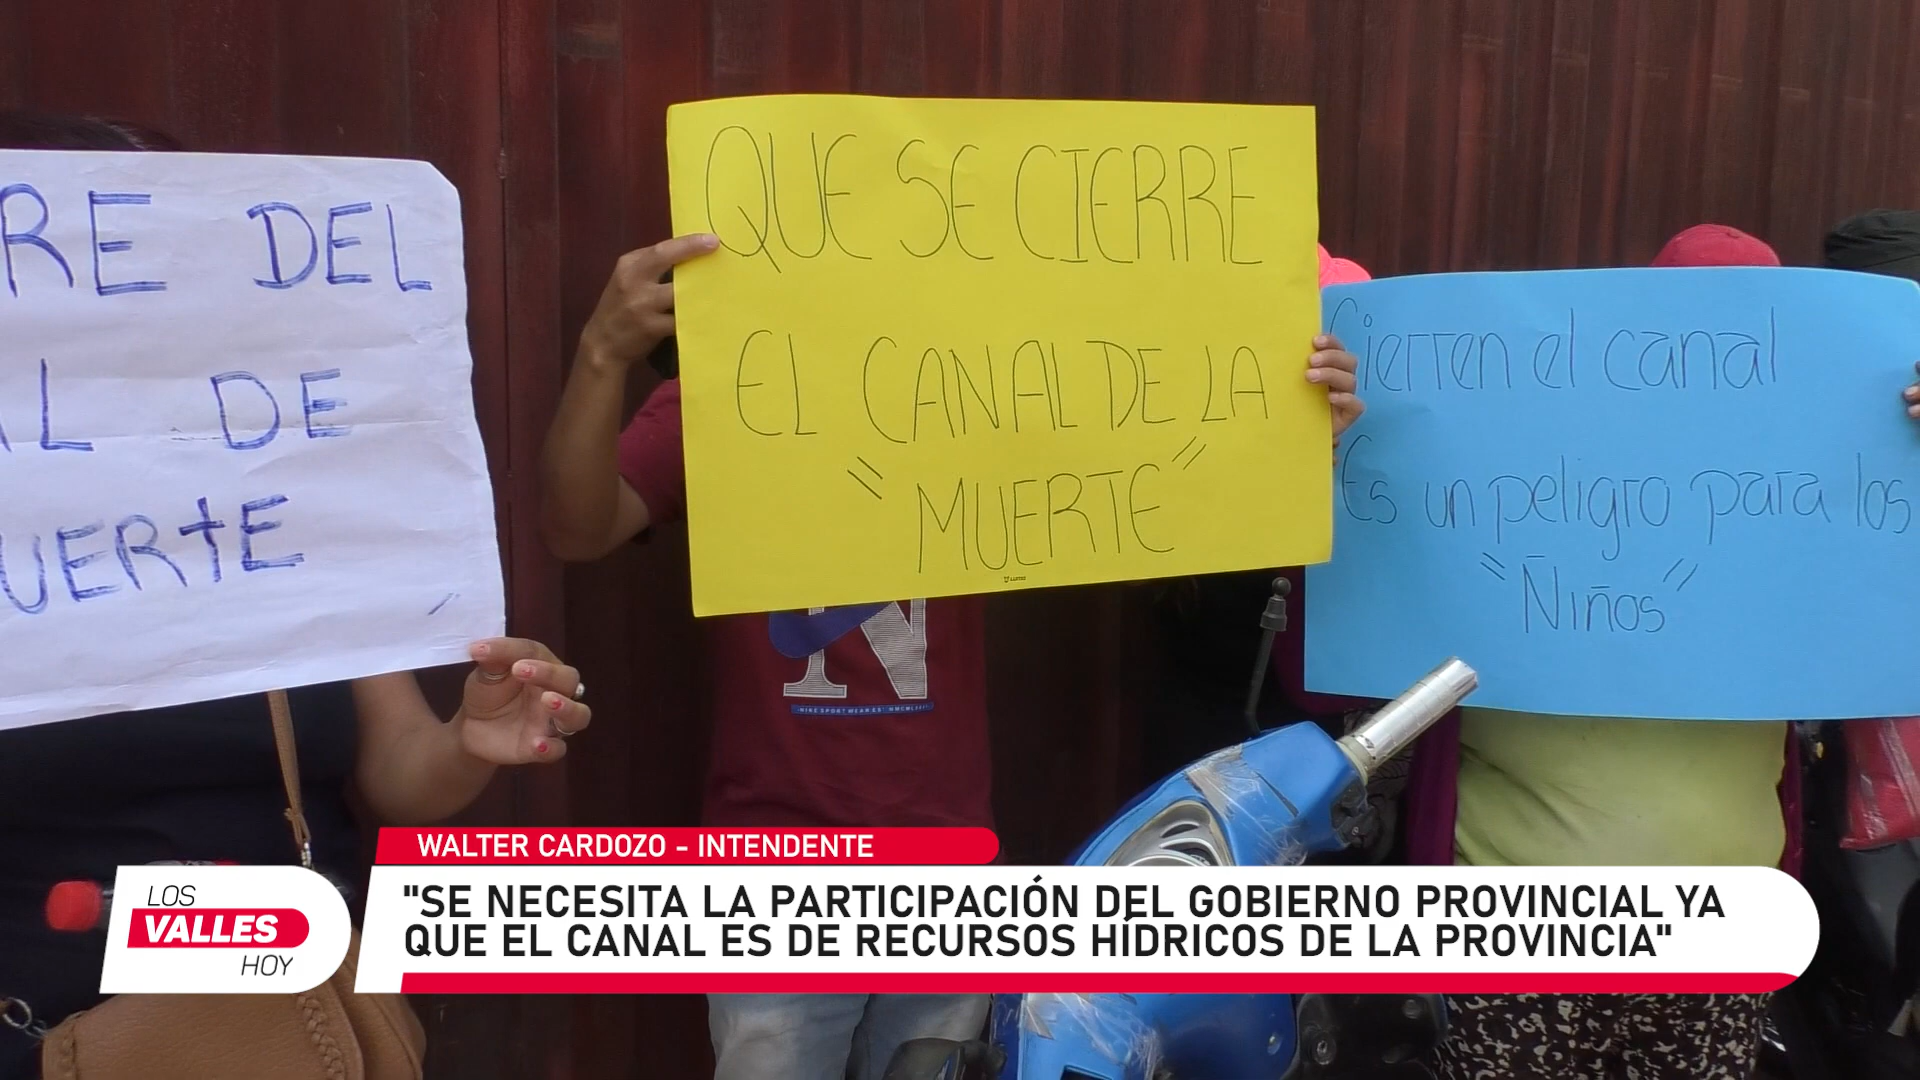 RE DEL
L DE
UERTE
QUE SE CIERRE
EL CANAL DE LA
"MUERTE"
Cierren el canal
Es un peligro para los
"Niños"
N
WALTER CARDOZO - INTENDENTE
LOS
VALLES
HOY
"SE NECESITA LA PARTICIPACIÓN DEL GOBIERNO PROVINCIAL YA
QUE EL CANAL ES DE RECURSOS HÍDRICOS DE LA PROVINCIA"